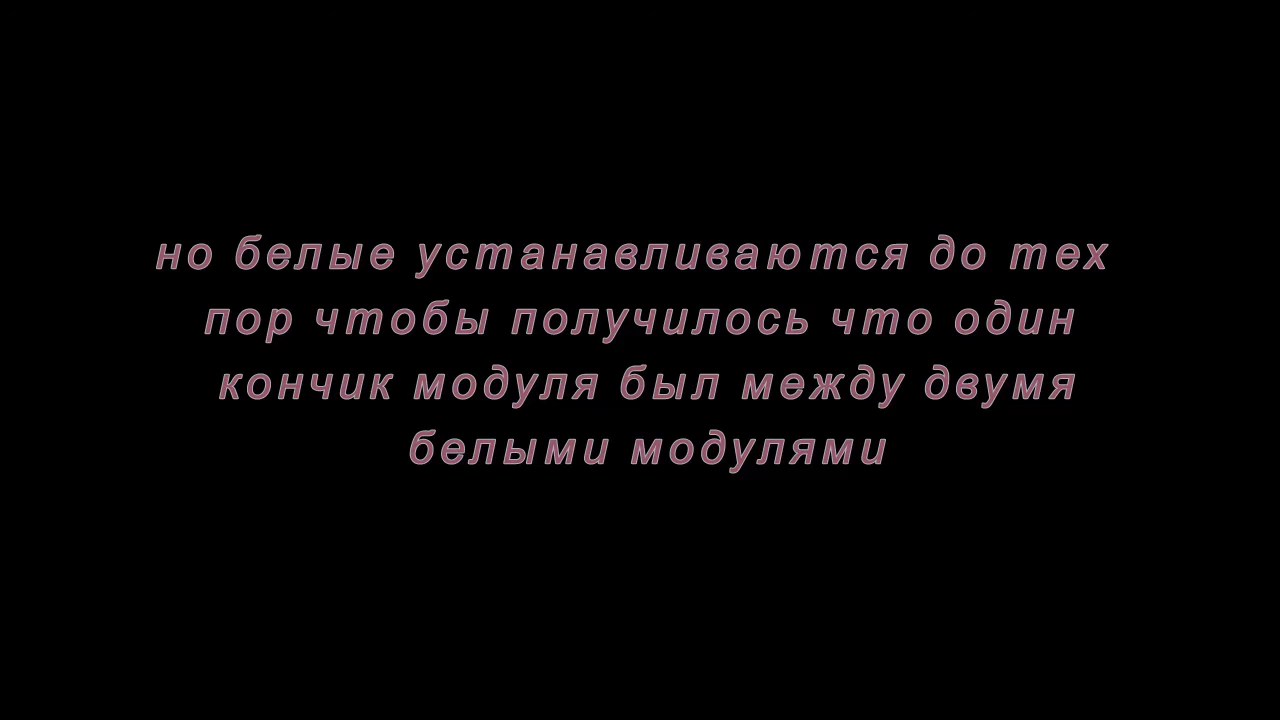 но белые устанавливаются до тех
пор чтобы получилось что один
кончик модуля был между двумя
белыми модулями